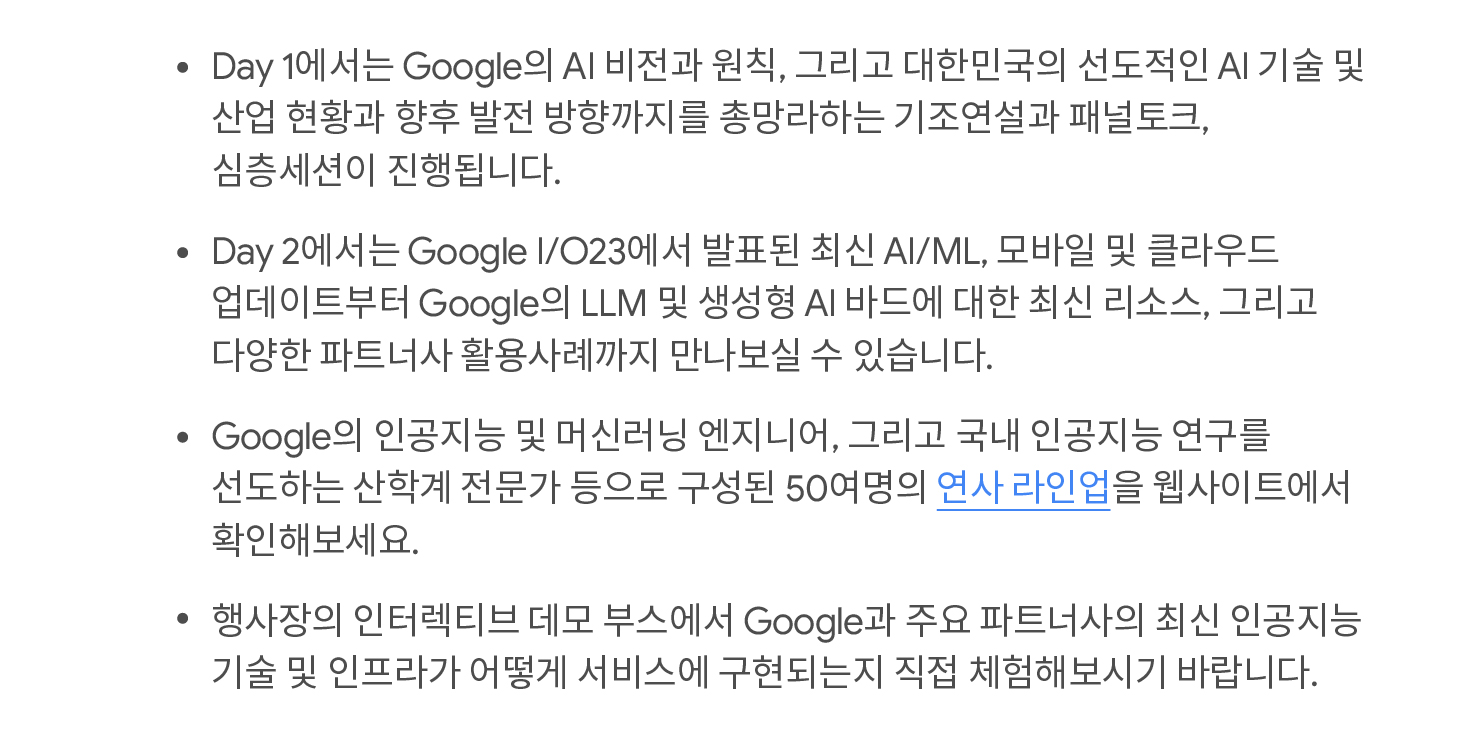 • Day 1에서는 Google의 AI 비전과 원칙, 그리고 대한민국의 선도적인 AI 기술 및
산업 현황과 향후 발전 방향까지를 총망라하는 기조연설과 패널토크,
심층세션이 진행됩니다.
• Day 2에서는 Google I/O23에서 발표된 최신 AI/ML, 모바일 및 클라우드
업데이트부터 Google의 LLM 및 생성형 AI 바드에 대한 최신 리소스, 그리고
다양한 파트너사 활용사례까지 만나보실 수 있습니다.
• Google의 인공지능 및 머신러닝 엔지니어, 그리고 국내 인공지능 연구를
선도하는 산학계 전문가 등으로 구성된 50여명의 연사 라인업을 웹사이트에서
확인해보세요.
• 행사장의 인터렉티브 데모 부스에서 Google과 주요 파트너사의 최신 인공지능
기술 및 인프라가 어떻게 서비스에 구현되는지 직접 체험해보시기 바랍니다.